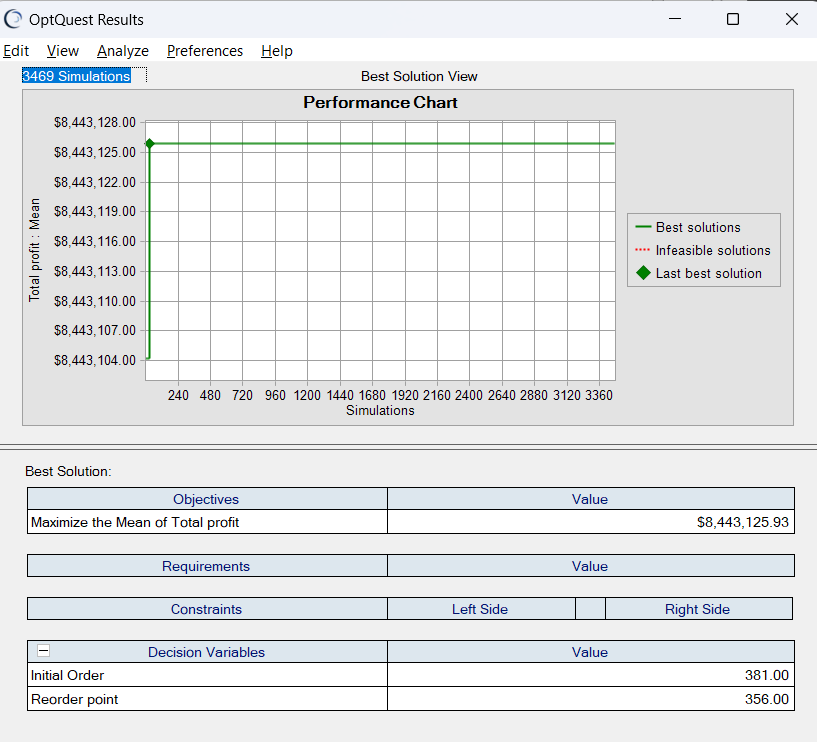 OptQuest Results
Edit View Analyze Preferences Help
3469 Simulations Best Solution View
Performance Chart
$8,443,128.00
$8,443,125.00
$8,443,122.00
$8,443,119.00
$8,443,116.00
$8,443,113.00
$8,443,110.00
$8,443,107.00
$8,443,104.00
Total profit : Mean
240 480 720 960 1200 1440 1680 1920 2160 2400 2640 2880 3120 3360
Simulations
Best solutions
Infeasible solutions
Last best solution
Best Solution:
Objectives Value
Maximize the Mean of Total profit $8,443,125.93
Requirements Value
Constraints Left Side Right Side
Decision Variables Value
Initial Order 381.00
Reorder point 356.00